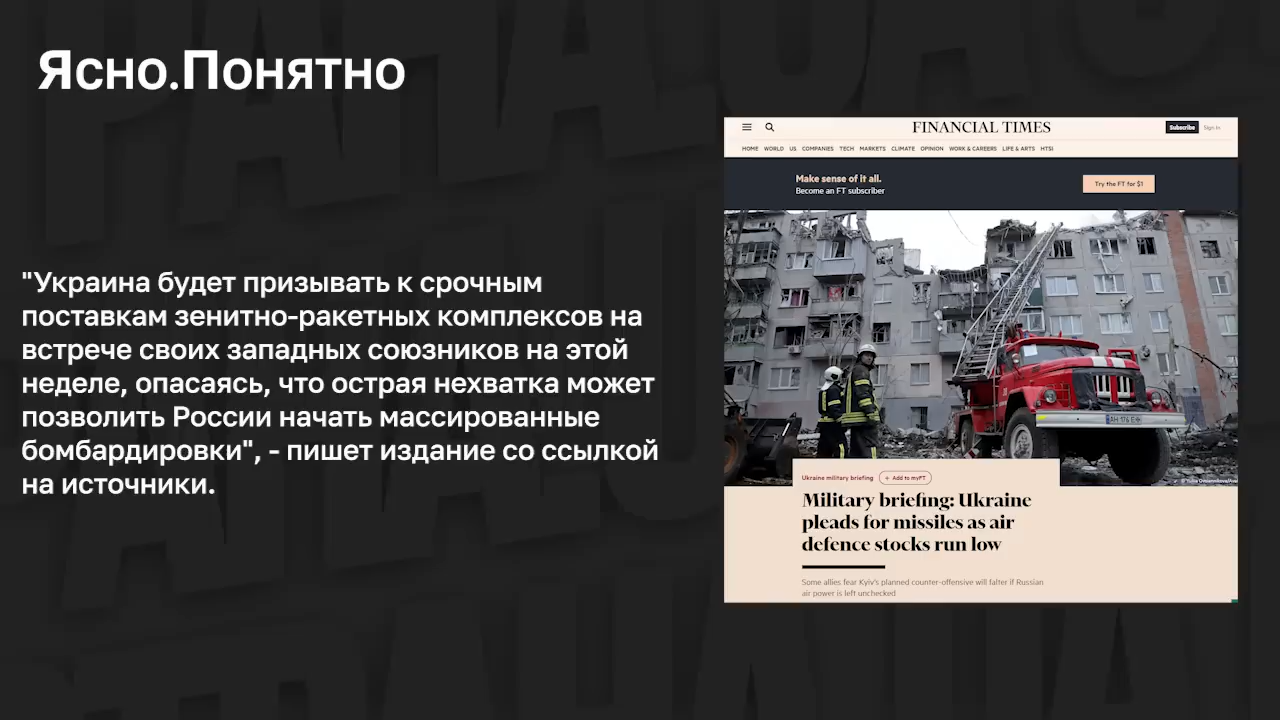 Ясно.Понятно
"Украина будет призывать к срочным
поставкам зенитно-ракетных комплексов на
встрече своих западных союзников на этой
неделе, опасаясь, что острая нехватка может
позволить России начать массированные
бомбардировки", - пишет издание со ссылкой
на источники.
FINANCIAL TIMES
Subscribe Sign In
HOME WORLD US COMPANIES TECH MARKETS CLIMATE OPINION WORK & CAREERS LIFE & ARTS HTSI
Make sense of it all.
Become an FT subscriber
Try the FT for $1
Ukraine military briefing + Add to myFT
Military briefing: Ukraine
pleads for missiles as air
defence stocks run low
Some allies fear Kyiv's planned counter-offensive will falter if Russian
air power is left unchecked